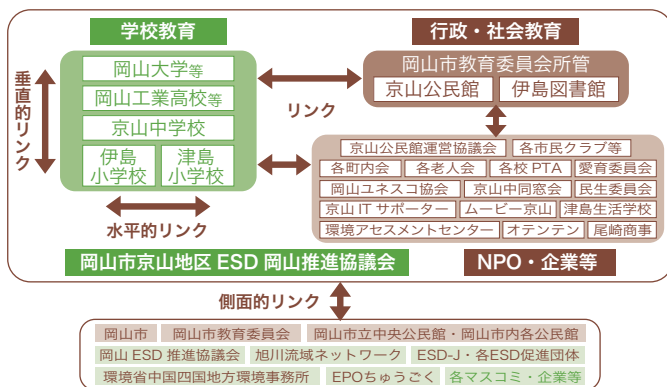 学校教育
行政・社会教育
岡山大学等
岡山工業高校等
京山中学校
伊島小学校
津島小学校
垂直的リンク
水平的リンク
リンク
岡山市教育委員会所管
京山公民館 伊島図書館
京山公民館運営協議会 各市民クラブ等
各町内会 各老人会 各校 PTA 愛育委員会
岡山ユネスコ協会 京山中同窓会 民生委員会
京山 IT サポーター ムービー京山 津島生活学校
環境アセスメントセンター オテンテン 尾崎商事
岡山市京山地区 ESD 岡山推進協議会
NPO・企業等
側面的リンク
岡山市 岡山市教育委員会 岡山市立中央公民館・岡山市内各公民館
岡山 ESD 推進協議会 旭川流域ネットワーク ESD-J・各ESD促進団体
環境省中国四国地方環境事務所 EPOちゅうごく 各マスコミ・企業等